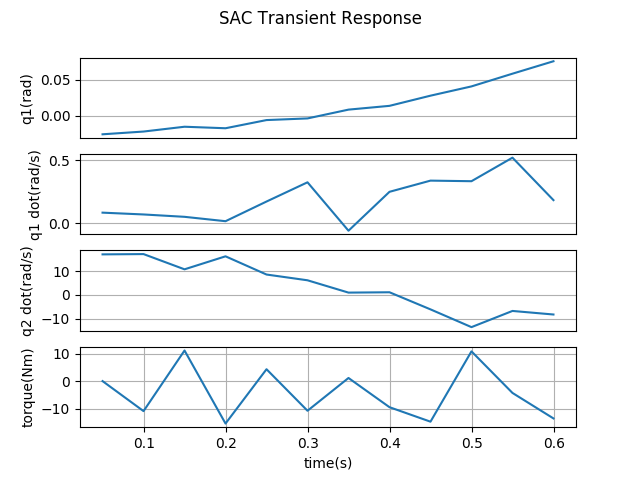 SAC Transient Response
q1(rad)
0.05
0.00
q1 dot(rad/s)
0.5
0.0
q2 dot(rad/s)
10
0
−10
torque(Nm)
10
0
−10
0.1 0.2 0.3 0.4 0.5 0.6
time(s)